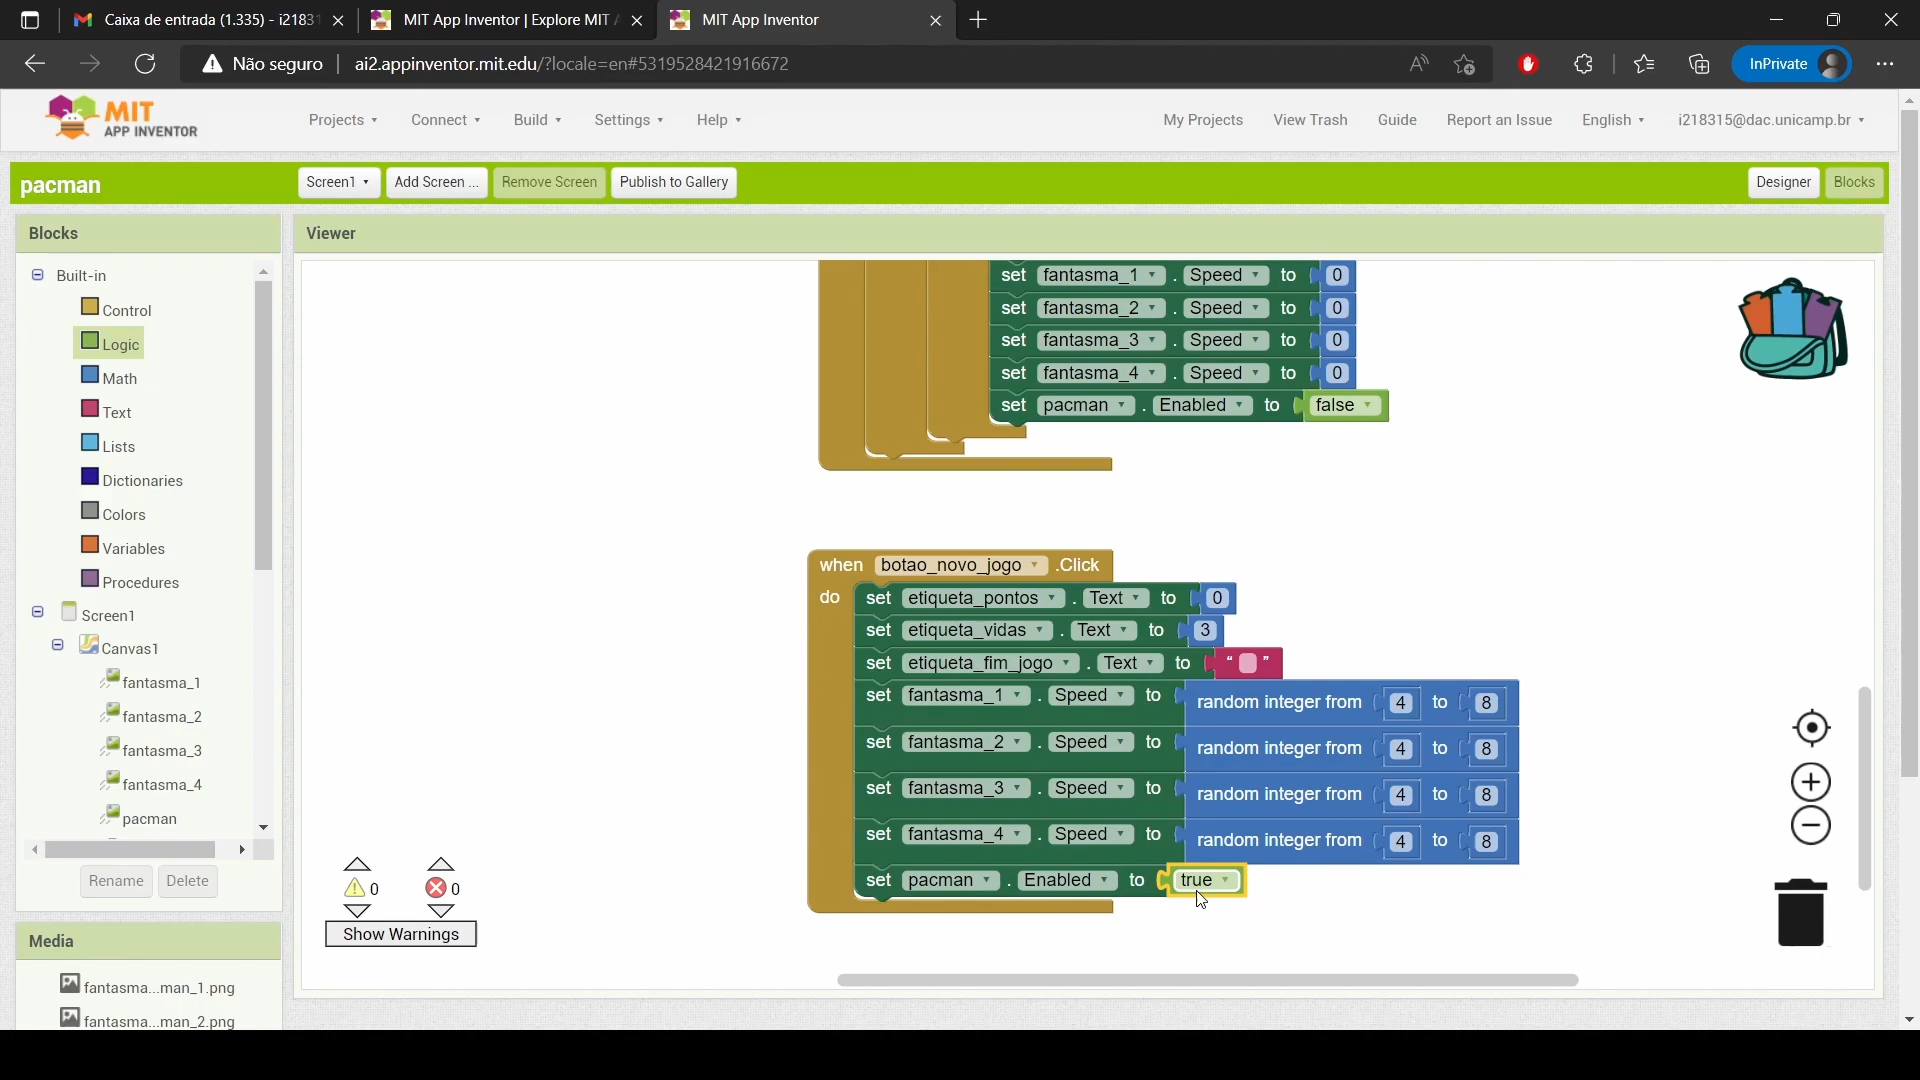 Caixa de entrada (1.335) - i2183
MIT App Inventor | Explore MIT
MIT App Inventor
Não seguro
ai2.appinventor.mit.edu/?locale=en#5319528421916672
InPrivate
MIT
APP INVENTOR
Projects
Connect
Build
Settings
Help
My Projects
View Trash
Guide
Report an Issue
English
i218315@dac.unicamp.br
pacman
Screen1
Add Screen ...
Remove Screen
Publish to Gallery
Designer
Blocks
Blocks
Built-in
Control
Logic
Math
Text
Lists
Dictionaries
Colors
Variables
Procedures
Screen1
Canvas1
fantasma_1
fantasma_2
fantasma_3
fantasma_4
pacman
Rename
Delete
Media
fantasma...man_1.png
fantasma...man_2.png
Viewer
set fantasma_1 . Speed to 0
set fantasma_2 . Speed to 0
set fantasma_3 . Speed to 0
set fantasma_4 . Speed to 0
set pacman . Enabled to false
when botao_novo_jogo .Click
do set etiqueta_pontos . Text to 0
set etiqueta_vidas . Text to 3
set etiqueta_fim_jogo . Text to “ ”
set fantasma_1 . Speed to random integer from 4 to 8
set fantasma_2 . Speed to random integer from 4 to 8
set fantasma_3 . Speed to random integer from 4 to 8
set fantasma_4 . Speed to random integer from 4 to 8
set pacman . Enabled to true
0 0
Show Warnings